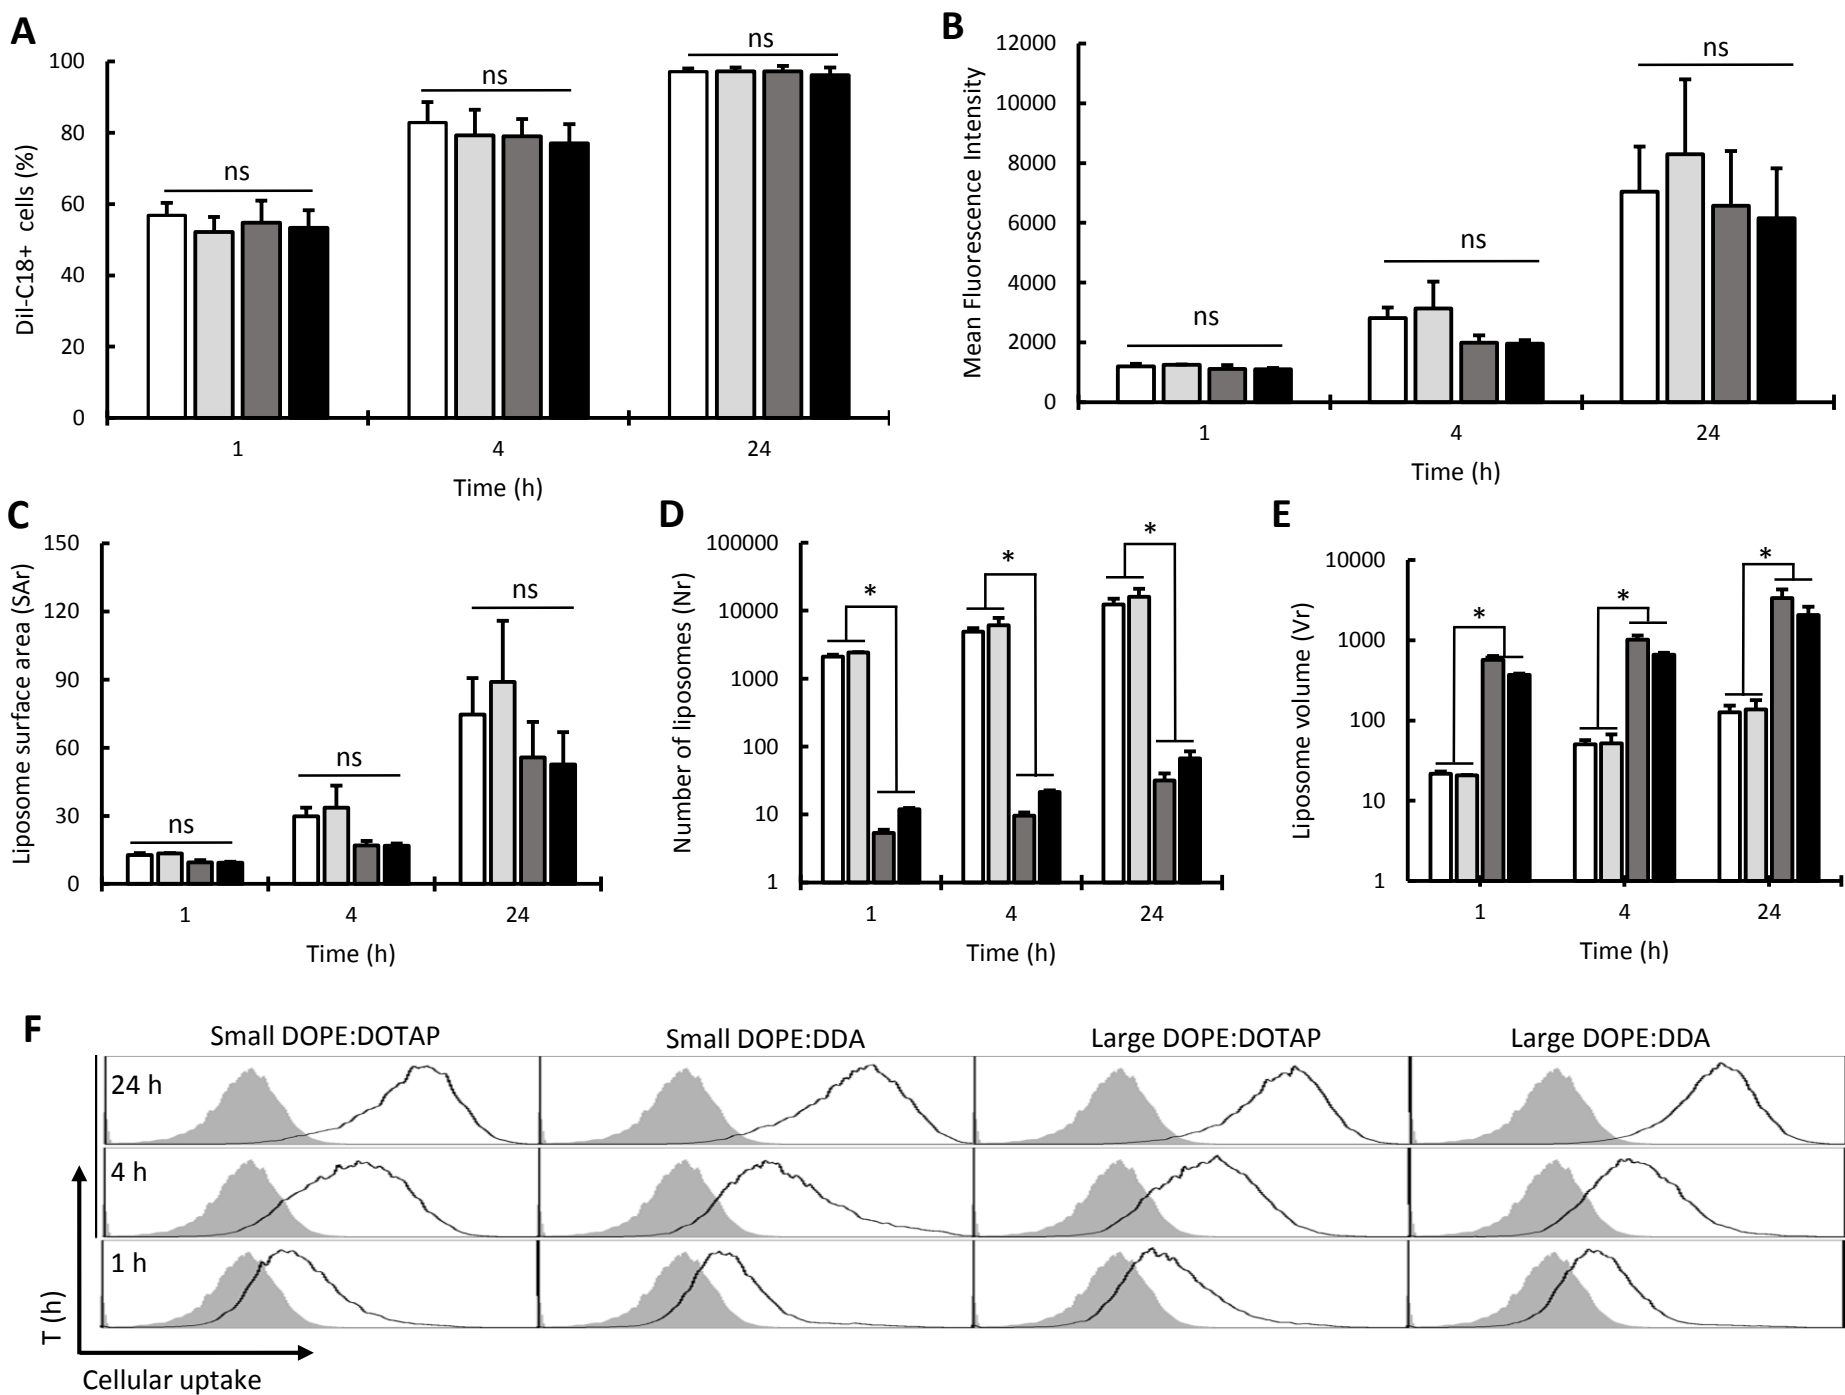 A
ns
ns
ns
100
80
60
40
20
0
DiI-C18+ cells (%)
1
4
24
Time (h)
B
ns
ns
ns
12000
10000
8000
6000
4000
2000
0
Mean Fluorescence Intensity
1
4
24
Time (h)
C
ns
ns
ns
150
120
90
60
30
0
Liposome surface area (SAr)
1
4
24
Time (h)
D
*
*
*
100000
10000
1000
100
10
1
Number of liposomes (Nr)
1
4
24
Time (h)
E
*
*
*
10000
1000
100
10
1
Liposome volume (Vr)
1
4
24
Time (h)
F
Small DOPE:DOTAP
Small DOPE:DDA
Large DOPE:DOTAP
Large DOPE:DDA
24 h
4 h
1 h
T (h)
Cellular uptake